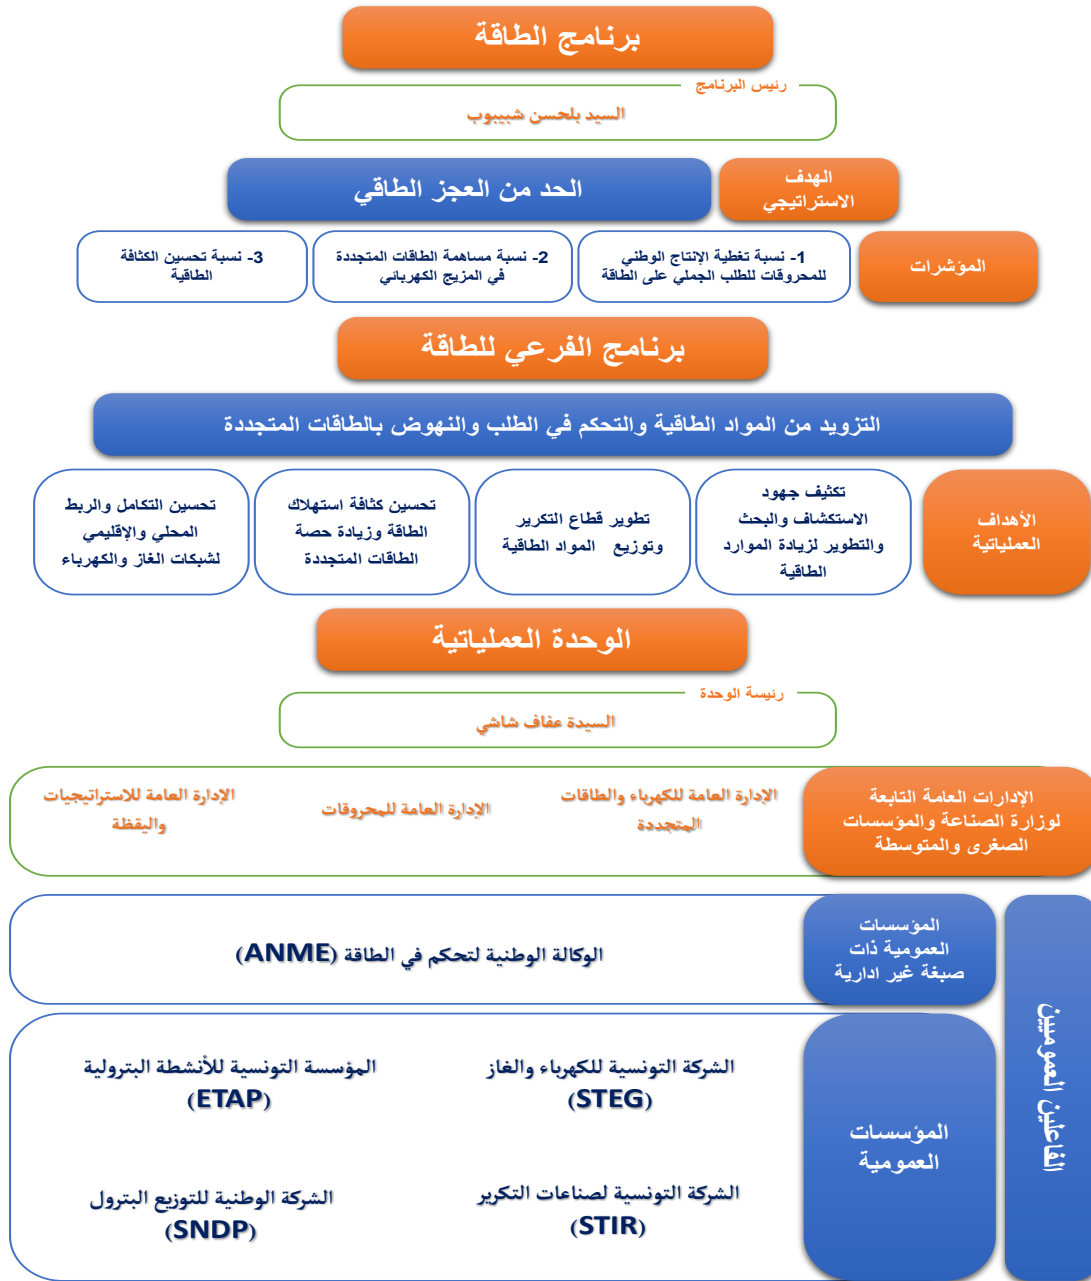 برنامج الطاقة
رئيس البرنامج
السيد بلحسن شيبوب
الهدف
الاستراتيجي
الحد من العجز الطاقي
المؤشرات
1- نسبة تغطية الإنتاج الوطني
للمحروقات للطلب الجملي على الطاقة
2- نسبة مساهمة الطاقات المتجددة
في المزيج الكهربائي
3- نسبة تحسين الكثافة
الطاقية
برنامج الفرعي للطاقة
التزويد من المواد الطاقية والتحكم في الطلب والنهوض بالطاقات المتجددة
الأهداف
العملياتية
تكثيف جهود
الاستكشاف والبحث
والتطوير لزيادة الموارد
الطاقية
تطوير قطاع التكرير
وتوزيع المواد الطاقية
تحسين كثافة استهلاك
الطاقة وزيادة حصة
الطاقات المتجددة
تحسين التكامل والربط
المحلي والإقليمي
لشبكات الغاز والكهرباء
الوحدة العملياتية
رئيسة الوحدة
السيدة عفاف شاشي
الإدارات العامة التابعة
لوزارة الصناعة والمؤسسات
الصغرى والمتوسطة
الإدارة العامة للكهرباء والطاقات
المتجددة
الإدارة العامة للمحروقات
الإدارة العامة للاستراتيجيات
واليقظة
الفاعلين العموميين
المؤسسات
العمومية ذات
صبغة غير ادارية
الوكالة الوطنية لتحكم في الطاقة (ANME)
المؤسسات
العمومية
الشركة التونسية للكهرباء والغاز
(STEG)
المؤسسة التونسية للأنشطة البترولية
(ETAP)
الشركة التونسية لصناعات التكرير
(STIR)
الشركة الوطنية للتوزيع البترول
(SNDP)